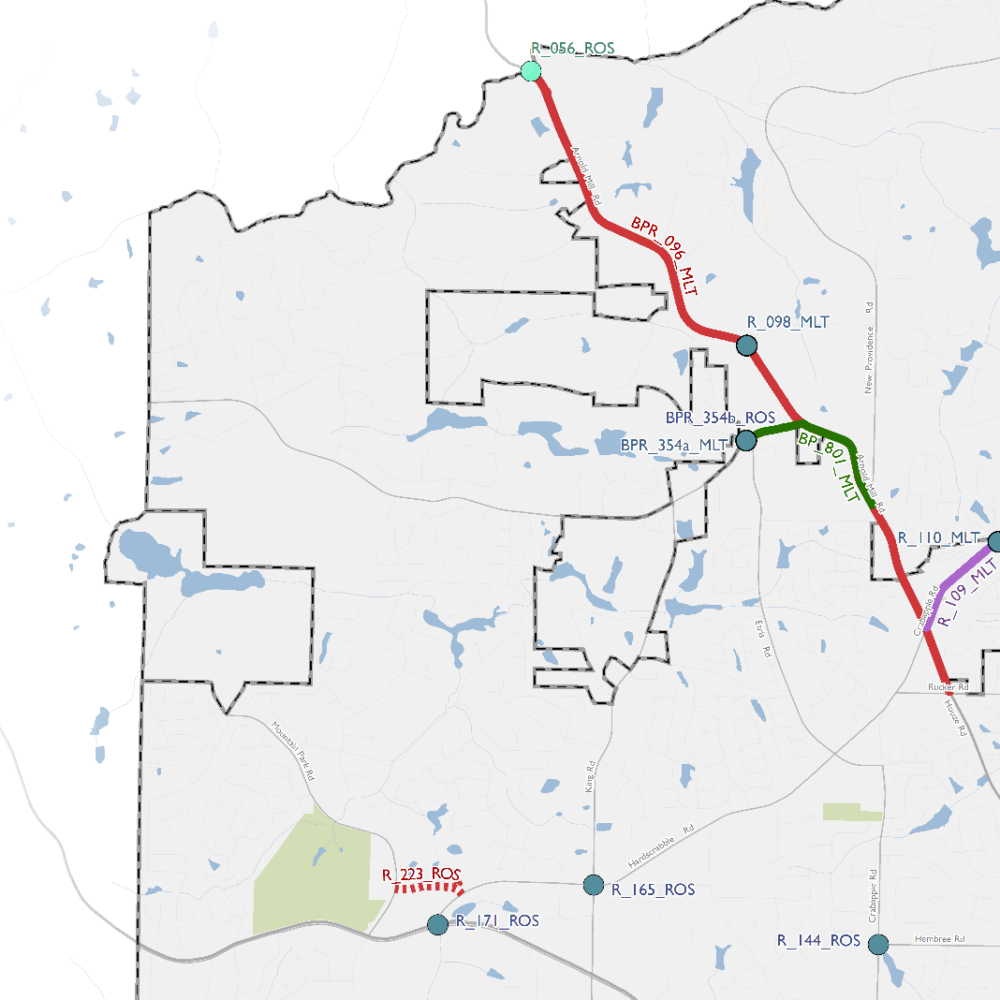 R_056_ROS
Arnold Mill Rd
BPR_096_MLT
R_098_MLT
New Providence Rd
BPR_354b_ROS
BPR_354a_MLT
BP_801_MLT
Arnold Mill Rd
R_110_MLT
R_109_MLT
Crabapple Rd
Etris Rd
Rucker Rd
Houze Rd
Mountain Park Rd
King Rd
Hardscrabble Rd
R_223_ROS
R_165_ROS
Crabapple Rd
R_171_ROS
R_144_ROS
Hembree Rd